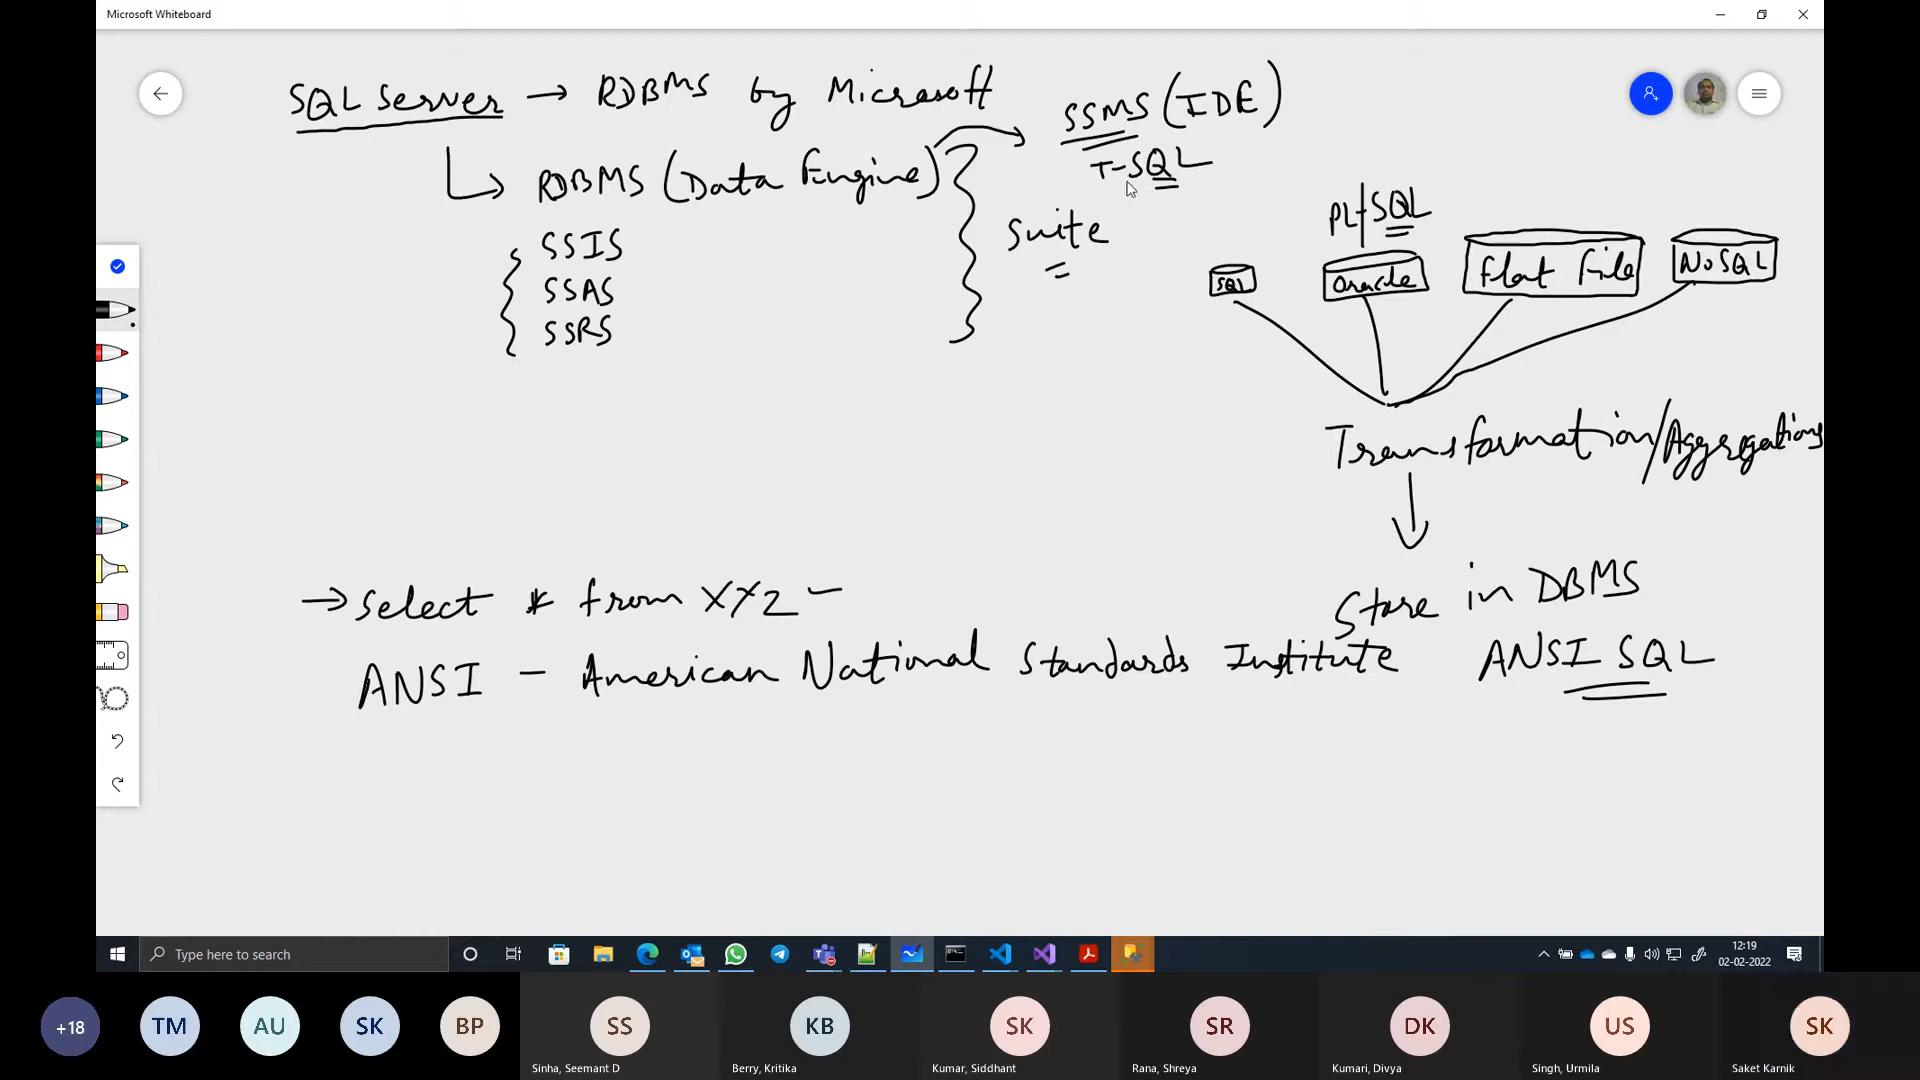 Microsoft Whiteboard
SQL Server → RDBMS by Microsoft
SSMS (IDE)
T-SQL
RDBMS (Data Engine)
Suite
SSIS
SSAS
SSRS
PL/SQL
SQL
Oracle
Flat File
NoSQL
Transformation/Aggregations
Store in DBMS
→ Select * from XYZ -
ANSI - American National Standards Institute
ANSI SQL
Type here to search
12:19
02-02-2022
+18
TM
AU
SK
BP
SS
KB
SK
SR
DK
US
SK
Sinha, Seemant D
Berry, Kritika
Kumar, Siddhant
Rana, Shreya
Kumari, Divya
Singh, Urmila
Saket Karnik